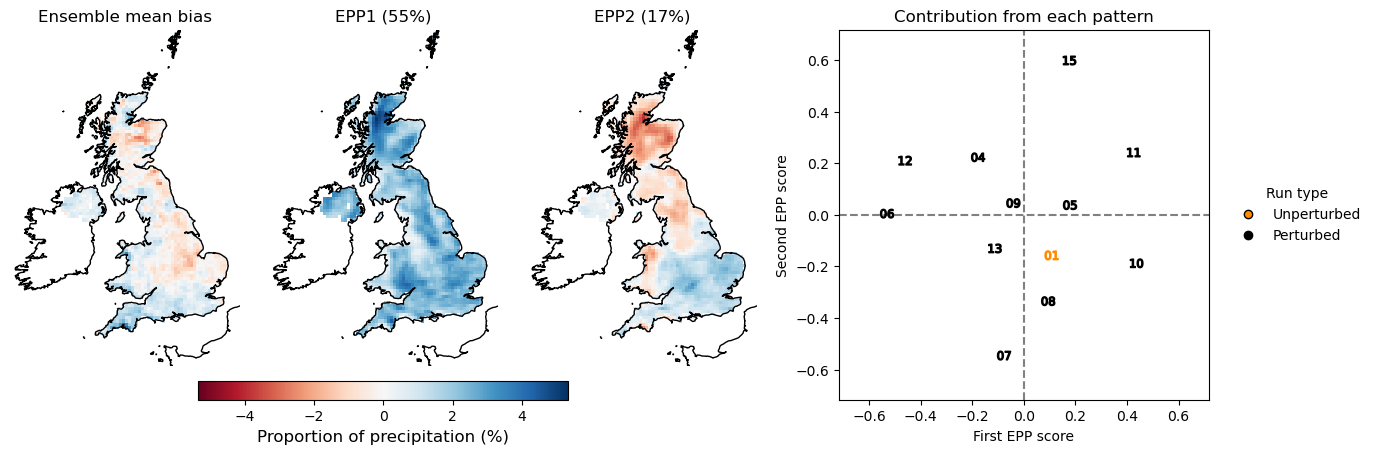 Ensemble mean bias
EPP1 (55%)
EPP2 (17%)
−4 −2 0 2 4
Proportion of precipitation (%)
Contribution from each pattern
Second EPP score
0.6
0.4
0.2
0.0
−0.2
−0.4
−0.6
15
11
12
04
09
05
06
13
01
10
08
07
−0.6 −0.4 −0.2 0.0 0.2 0.4 0.6
First EPP score
Run type
Unperturbed
Perturbed